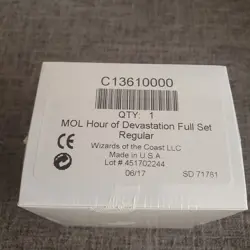 C13610000
QTY: 1
MOL Hour of Devastation Full Set
Regular
Wizards of the Coast LLC
Made in U.S.A
Lot # 451702244
CE
06/17
SD 71781